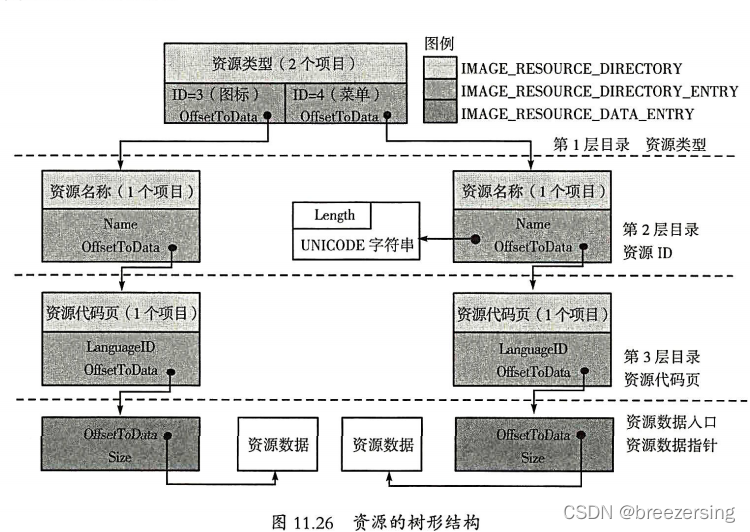 图例
资源类型（2 个项目）
IMAGE_RESOURCE_DIRECTORY
ID=3（图标） ID=4（菜单）
IMAGE_RESOURCE_DIRECTORY_ENTRY
OffsetToData OffsetToData
IMAGE_RESOURCE_DATA_ENTRY
第 1 层目录 资源类型
资源名称（1 个项目）
Name
OffsetToData
Length
UNICODE 字符串
资源名称（1 个项目）
Name
OffsetToData
第 2 层目录
资源 ID
资源代码页（1 个项目）
LanguageID
OffsetToData
资源代码页（1 个项目）
LanguageID
OffsetToData
第 3 层目录
资源代码页
OffsetToData
Size
资源数据
资源数据
OffsetToData
Size
资源数据入口
资源数据指针
图 11.26 资源的树形结构
CSDN @breezersing